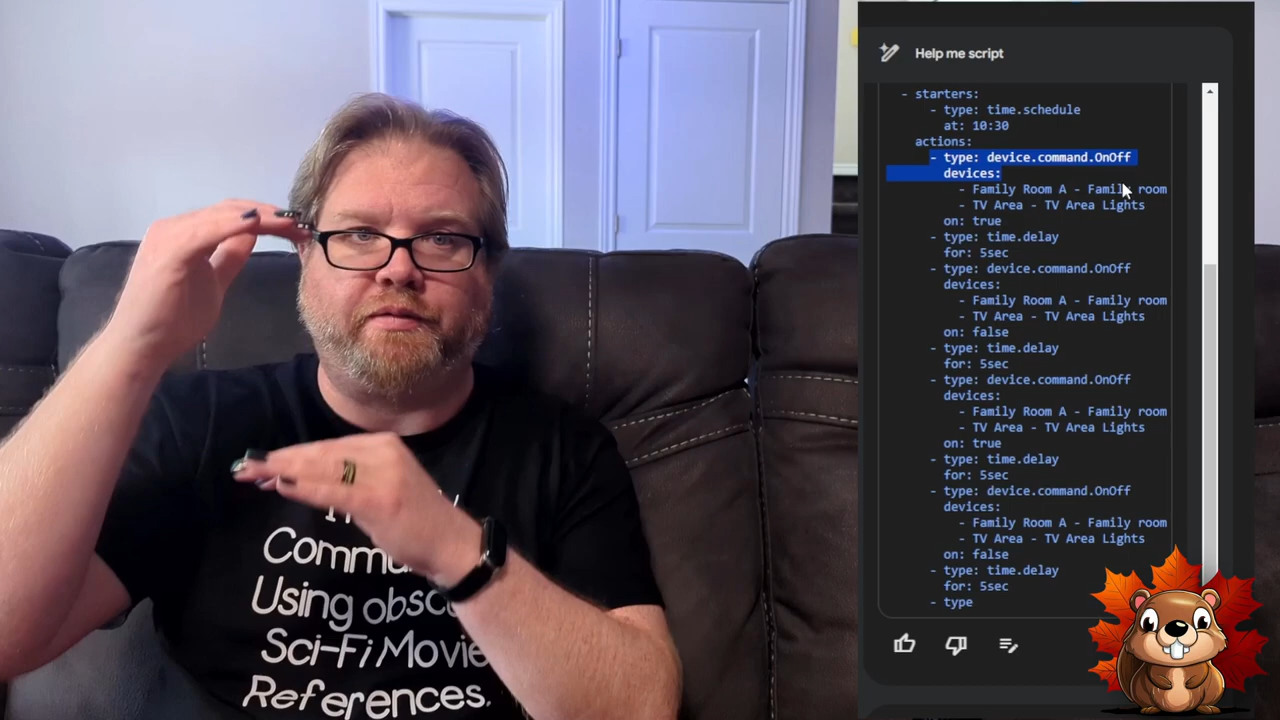 Commu
Using obsc
Sci-Fi Movie
References.
Help me script
- starters:
- type: time.schedule
at: 10:30
actions:
- type: device.command.OnOff
devices:
- Family Room A - Family room
- TV Area - TV Area Lights
on: true
- type: time.delay
for: 5sec
- type: device.command.OnOff
devices:
- Family Room A - Family room
- TV Area - TV Area Lights
on: false
- type: time.delay
for: 5sec
- type: device.command.OnOff
devices:
- Family Room A - Family room
- TV Area - TV Area Lights
on: true
- type: time.delay
for: 5sec
- type: device.command.OnOff
devices:
- Family Room A - Family room
- TV Area - TV Area Lights
on: false
- type: time.delay
for: 5sec
- type